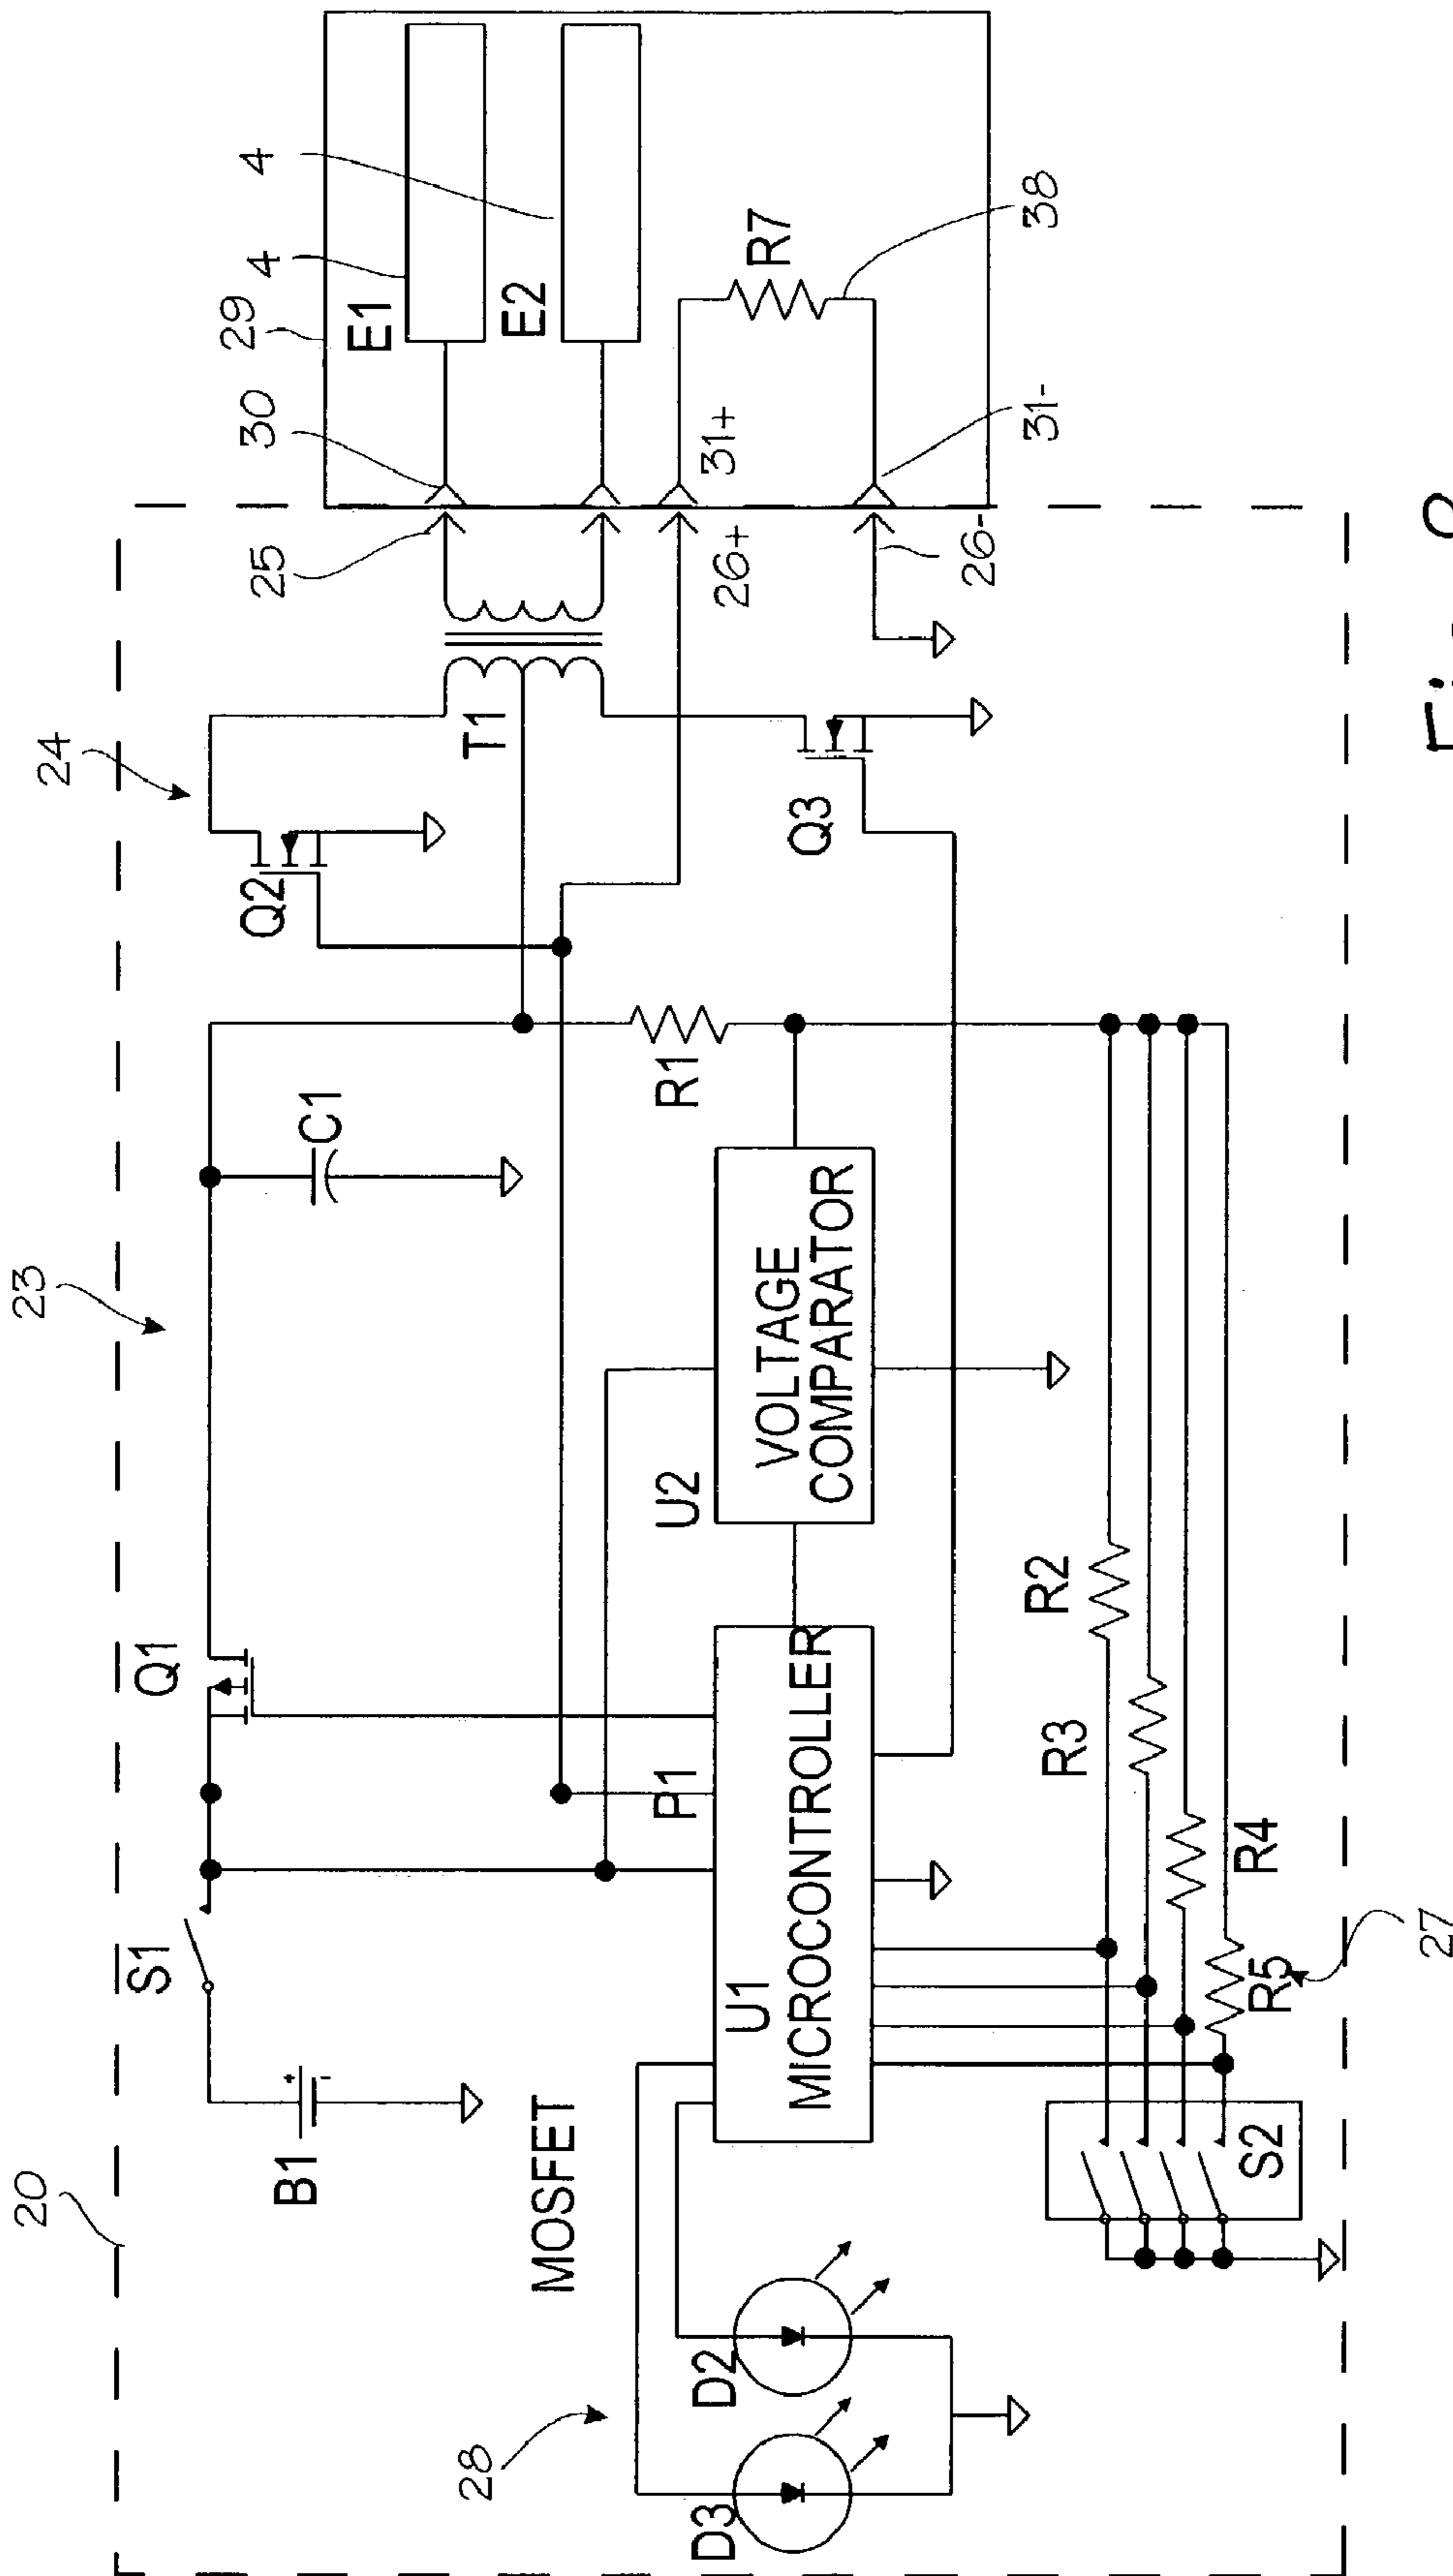 20
23
24
B1
S1
Q1
C1
Q2
29
4
4
30
25
E1
E2
T1
MOSFET
P1
U2
R1
26+
31+
R7
28
D3
D2
U1
MICROCONTROLLER
VOLTAGE
COMPARATOR
Q3
26-
31-
38
S2
R2
R3
R4
R5
27